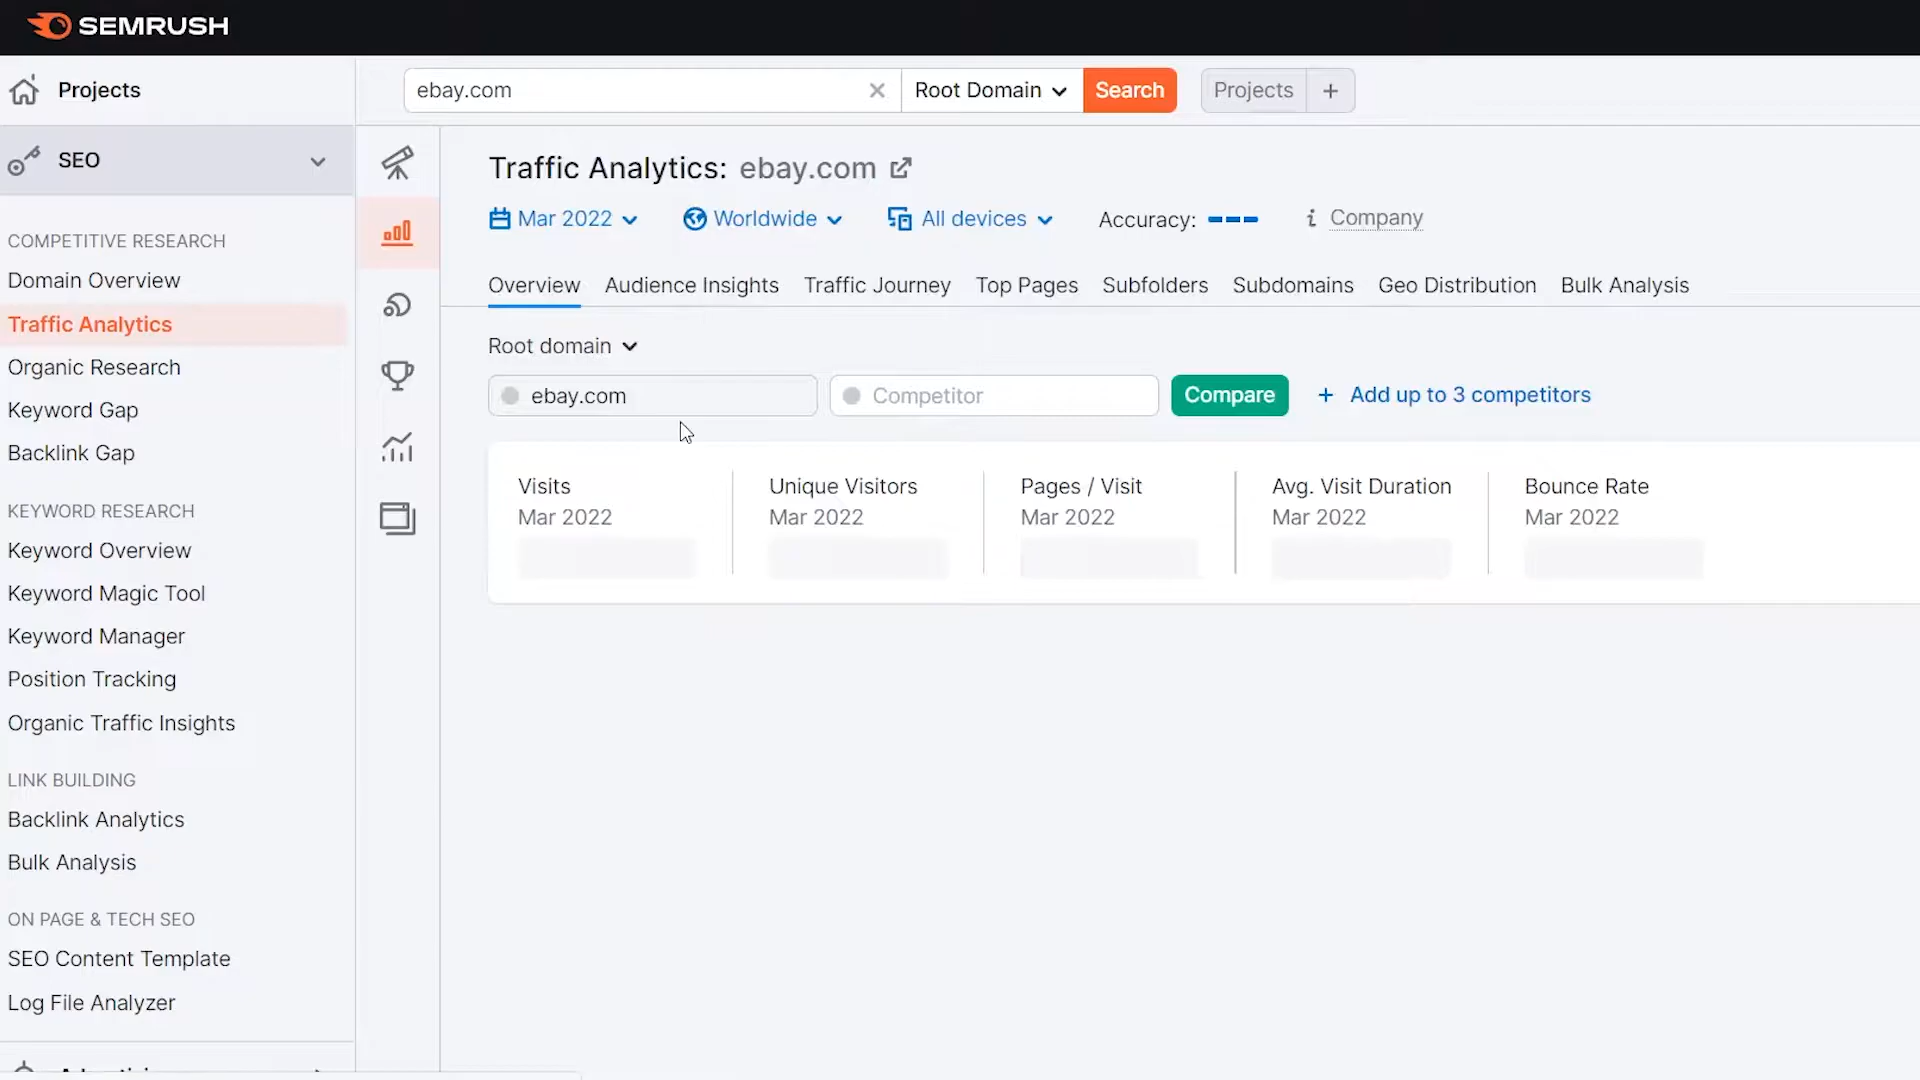 SEMRUSH
Projects
ebay.com
Root Domain
Search
Projects
SEO
Traffic Analytics: ebay.com
Mar 2022
Worldwide
All devices
Accuracy:
Company
COMPETITIVE RESEARCH
Domain Overview
Traffic Analytics
Organic Research
Keyword Gap
Backlink Gap
KEYWORD RESEARCH
Keyword Overview
Keyword Magic Tool
Keyword Manager
Position Tracking
Organic Traffic Insights
LINK BUILDING
Backlink Analytics
Bulk Analysis
ON PAGE & TECH SEO
SEO Content Template
Log File Analyzer
Overview
Audience Insights
Traffic Journey
Top Pages
Subfolders
Subdomains
Geo Distribution
Bulk Analysis
Root domain
ebay.com
Competitor
Compare
+ Add up to 3 competitors
Visits
Mar 2022
Unique Visitors
Mar 2022
Pages / Visit
Mar 2022
Avg. Visit Duration
Mar 2022
Bounce Rate
Mar 2022